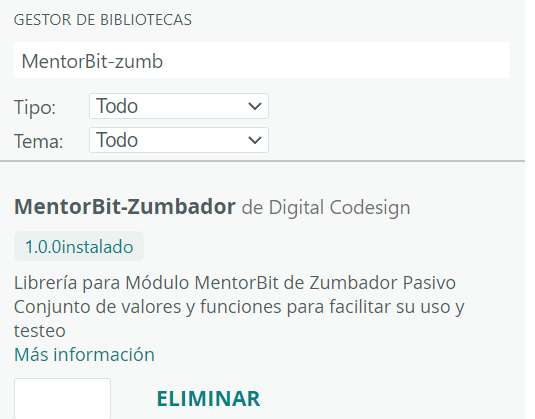 GESTOR DE BIBLIOTECAS
MentorBit-zumb
Tipo: Todo
Tema: Todo
MentorBit-Zumbador de Digital Codesign
1.0.0instalado
Librería para Módulo MentorBit de Zumbador Pasivo
Conjunto de valores y funciones para facilitar su uso y
testeo
Más información
ELIMINAR